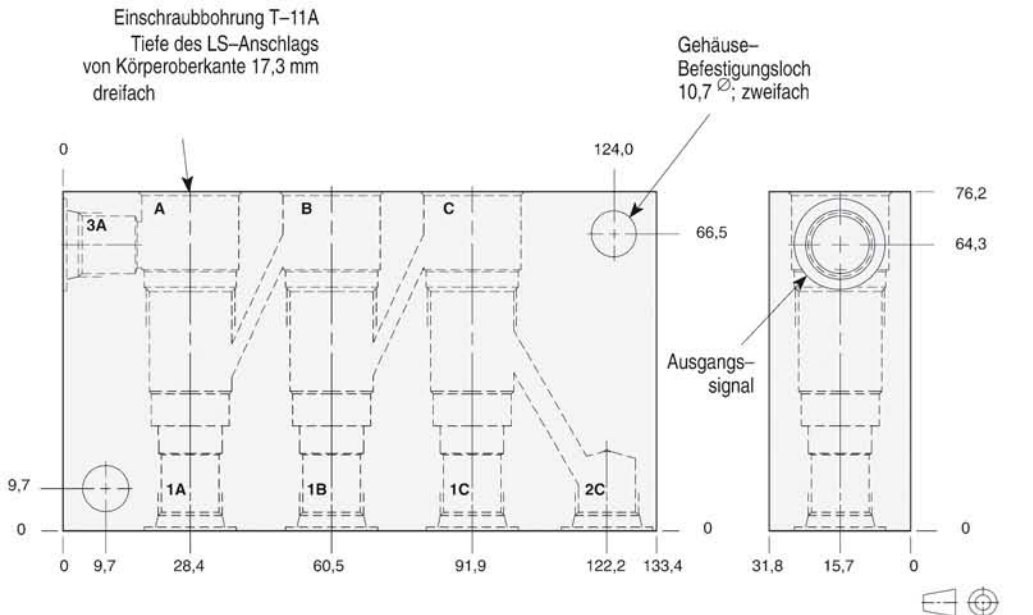 Einschraubbohrung T–11A
Tiefe des LS–Anschlags
von Körperoberkante 17,3 mm
dreifach
Gehäuse–
Befestigungsloch
10,7 ∅; zweifach
0
124,0
A
B
C
3A
66,5
76,2
64,3
Ausgangs–
signal
9,7
1A
1B
1C
2C
0
0
0
0
9,7
28,4
60,5
91,9
122,2
133,4
31,8
15,7
0